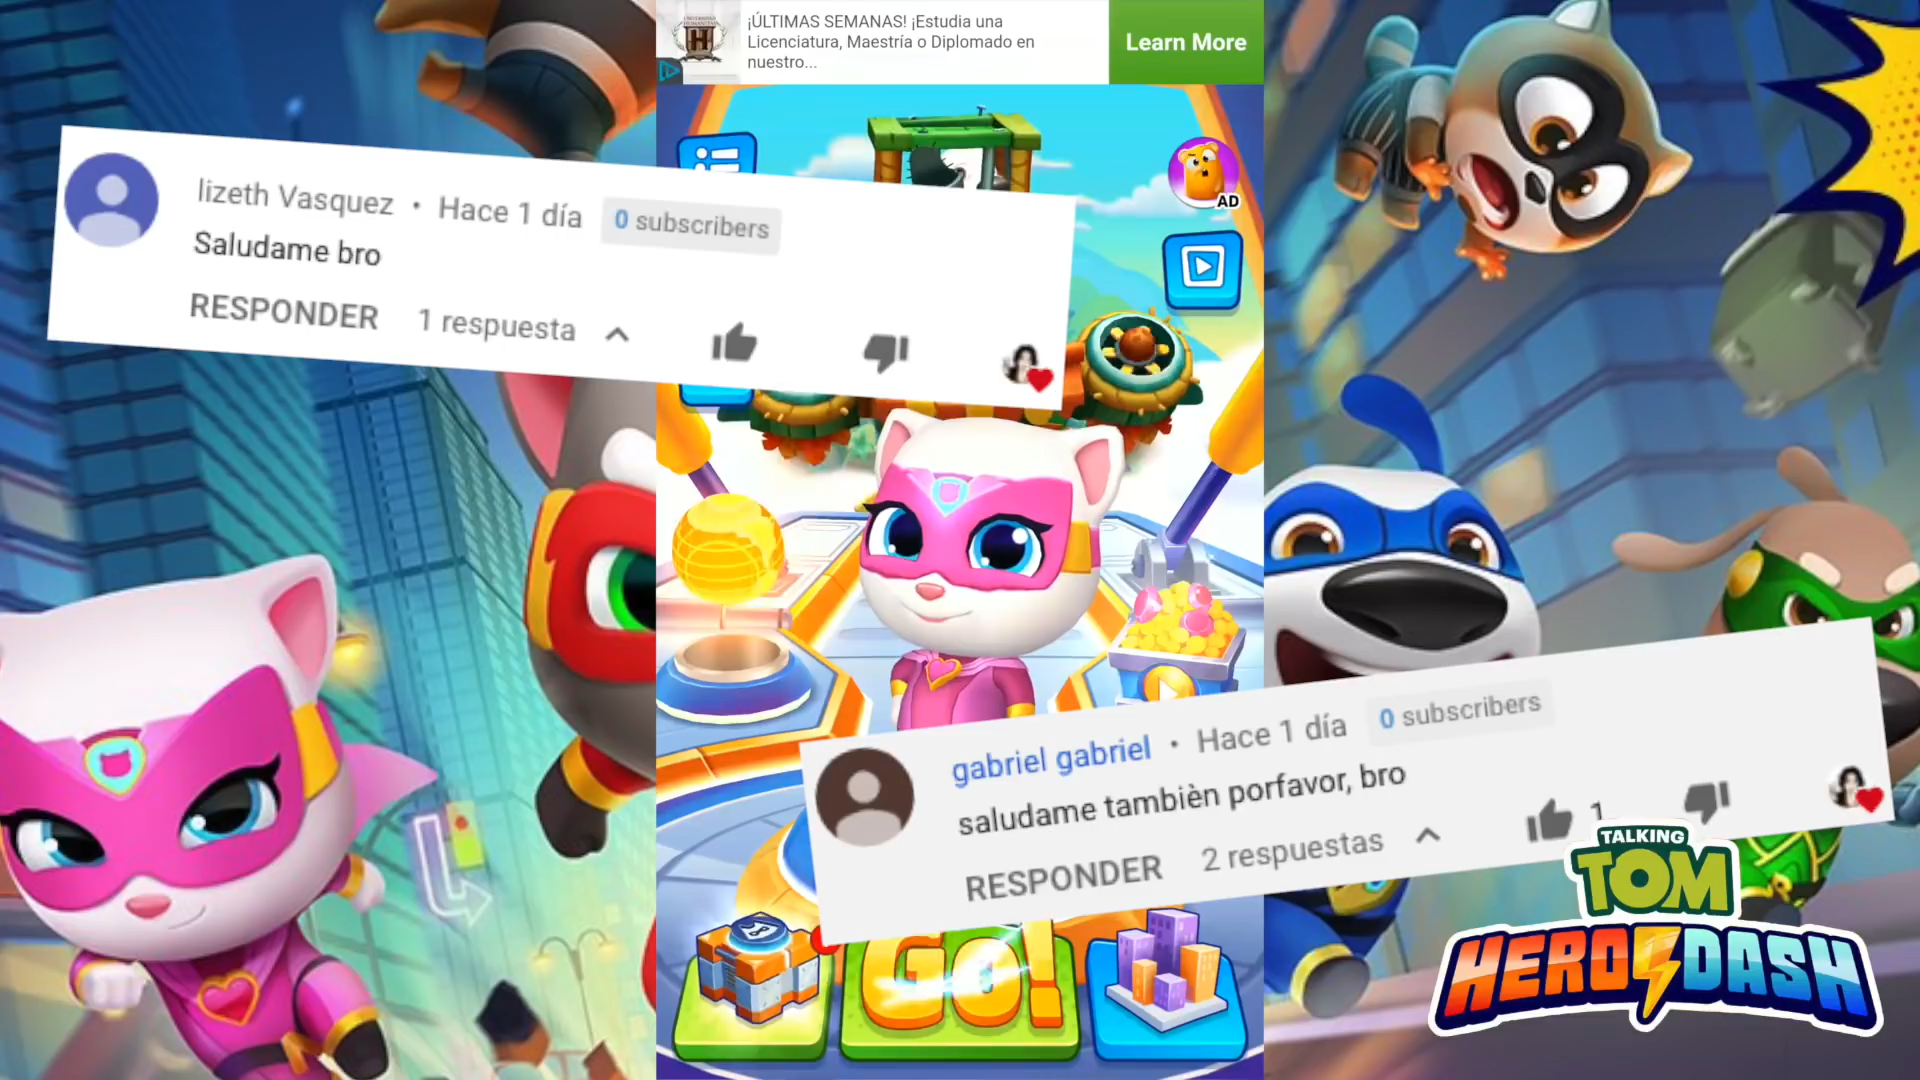 ¡ÚLTIMAS SEMANAS! ¡Estudia una
Licenciatura, Maestría o Diplomado en
nuestro...
Learn More
AD
lizeth Vasquez • Hace 1 día 0 subscribers
Saludame bro
RESPONDER 1 respuesta
gabriel gabriel • Hace 1 día 0 subscribers
saludame tambièn porfavor, bro
RESPONDER 2 respuestas 1
GO!
TALKING
TOM
HERO DASH